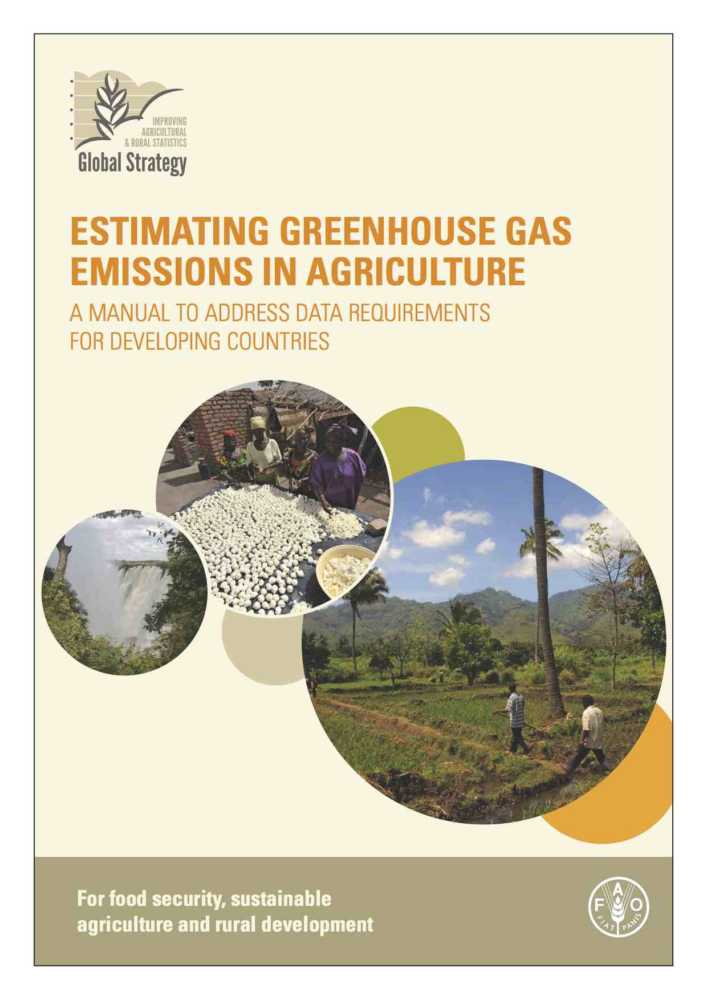 IMPROVING
AGRICULTURAL
& RURAL STATISTICS
Global Strategy
ESTIMATING GREENHOUSE GAS
EMISSIONS IN AGRICULTURE
A MANUAL TO ADDRESS DATA REQUIREMENTS
FOR DEVELOPING COUNTRIES
For food security, sustainable
agriculture and rural development
F A O
FIAT PANIS